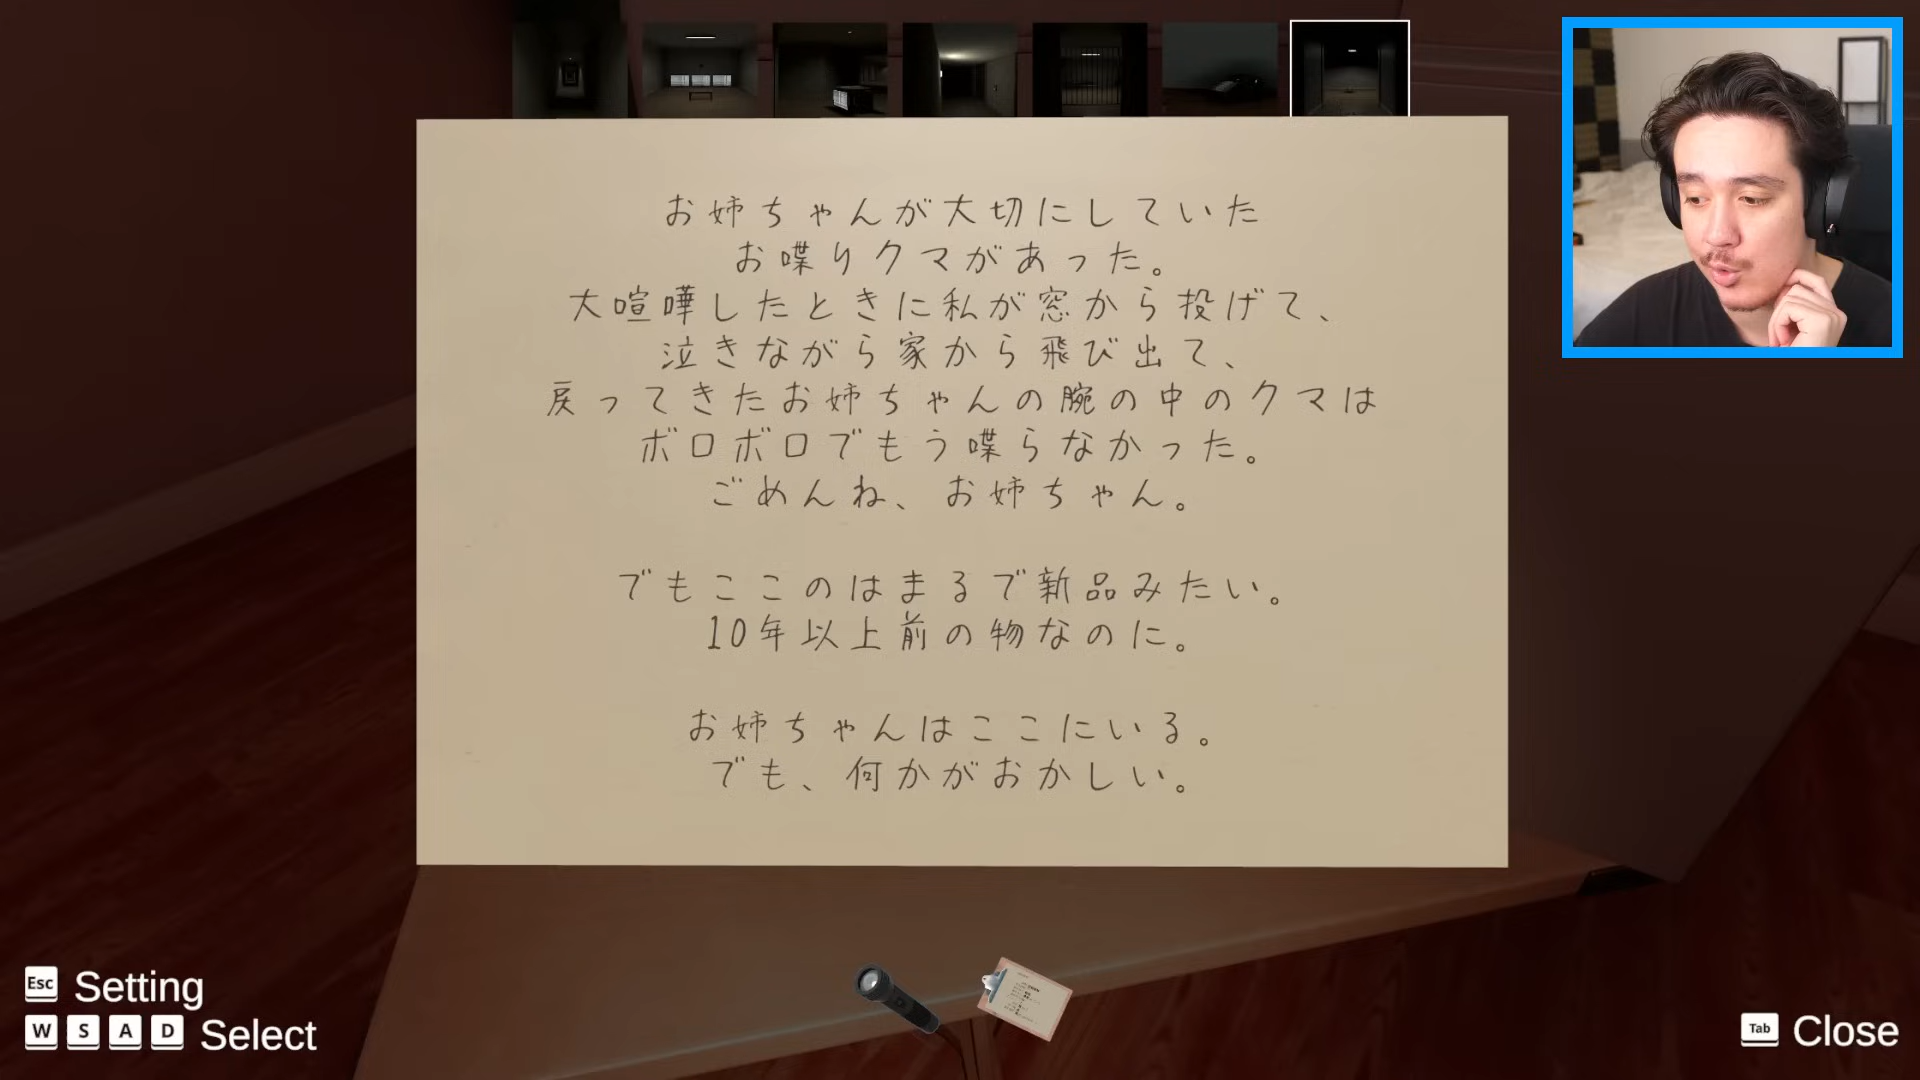 お姉ちゃんが大切にしていた
お喋りクマがあった。
大喧嘩したときに私が窓から投げて、
泣きながら家から飛び出て、
戻ってきたお姉ちゃんの腕の中のクマは
ボロボロでもう喋らなかった。
ごめんね、お姉ちゃん。
でもここのはまるで新品みたい。
10年以上前の物なのに。
お姉ちゃんはここにいる。
でも、何かがおかしい。
Esc Setting
W S A D Select
Tab Close